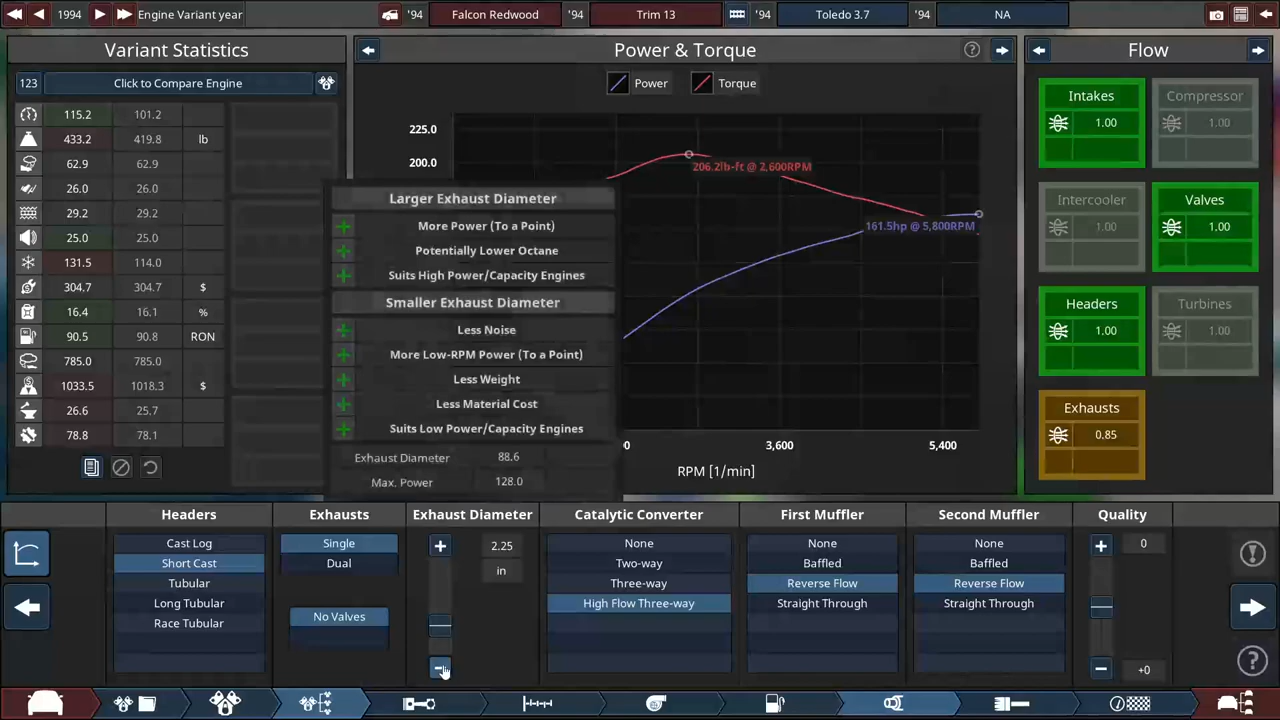 1994 Engine Variant year '94 Falcon Redwood '94 Trim 13 '94 Toledo 3.7 '94 NA
Variant Statistics
123 Click to Compare Engine
115.2 101.2
433.2 419.8 lb
62.9 62.9
26.0 26.0
29.2 29.2
25.0 25.0
131.5 114.0
304.7 304.7 $
16.4 16.1 %
90.5 90.8 RON
785.0 785.0
1033.5 1018.3 $
26.6 25.7
78.8 78.1
Power & Torque
Power Torque
225.0
200.0
206.2lb-ft @ 2,600RPM
161.5hp @ 5,800RPM
00 3,600 5,400
RPM [1/min]
Larger Exhaust Diameter
More Power (To a Point)
Potentially Lower Octane
Suits High Power/Capacity Engines
Smaller Exhaust Diameter
Less Noise
More Low-RPM Power (To a Point)
Less Weight
Less Material Cost
Suits Low Power/Capacity Engines
Exhaust Diameter 88.6
Max. Power 128.0
Flow
Intakes Compressor
1.00 1.00
Intercooler Valves
1.00 1.00
Headers Turbines
1.00 1.00
Exhausts
0.85
Headers
Cast Log
Short Cast
Tubular
Long Tubular
Race Tubular
Exhausts
Single
Dual
No Valves
Exhaust Diameter
2.25
in
Catalytic Converter
None
Two-way
Three-way
High Flow Three-way
First Muffler
None
Baffled
Reverse Flow
Straight Through
Second Muffler
None
Baffled
Reverse Flow
Straight Through
Quality
0
+0